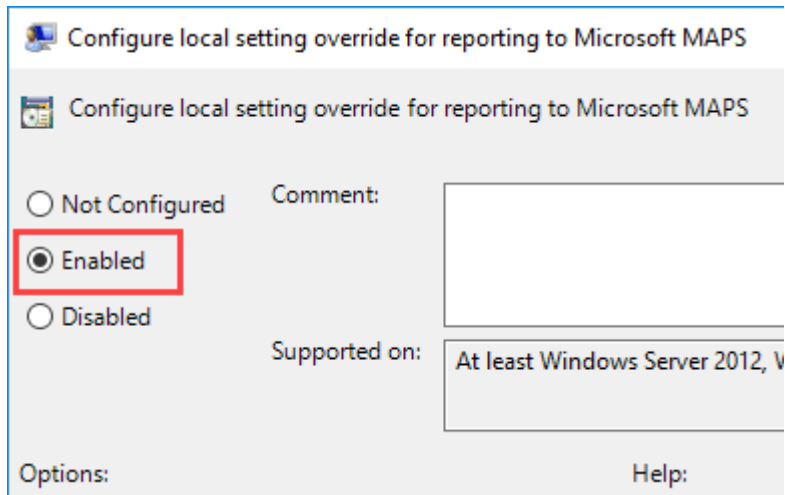 Configure local setting override for reporting to Microsoft MAPS
Configure local setting override for reporting to Microsoft MAPS
Not Configured
Comment:
Enabled
Disabled
Supported on:
At least Windows Server 2012,
Options:
Help: